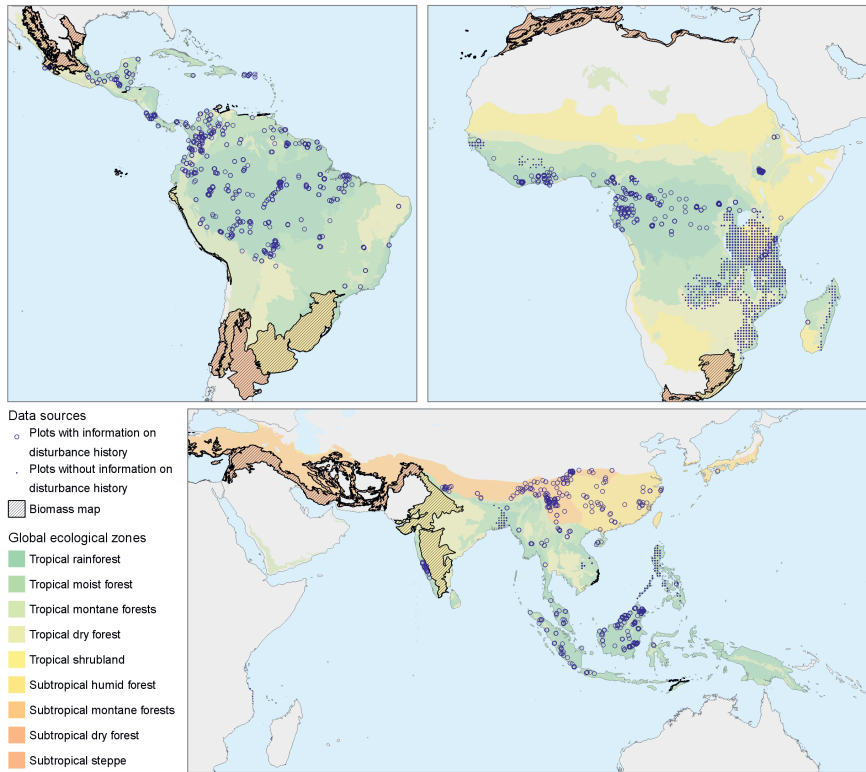 Data sources
Plots with information on
disturbance history
Plots without information on
disturbance history
Biomass map
Global ecological zones
Tropical rainforest
Tropical moist forest
Tropical montane forests
Tropical dry forest
Tropical shrubland
Subtropical humid forest
Subtropical montane forests
Subtropical dry forest
Subtropical steppe